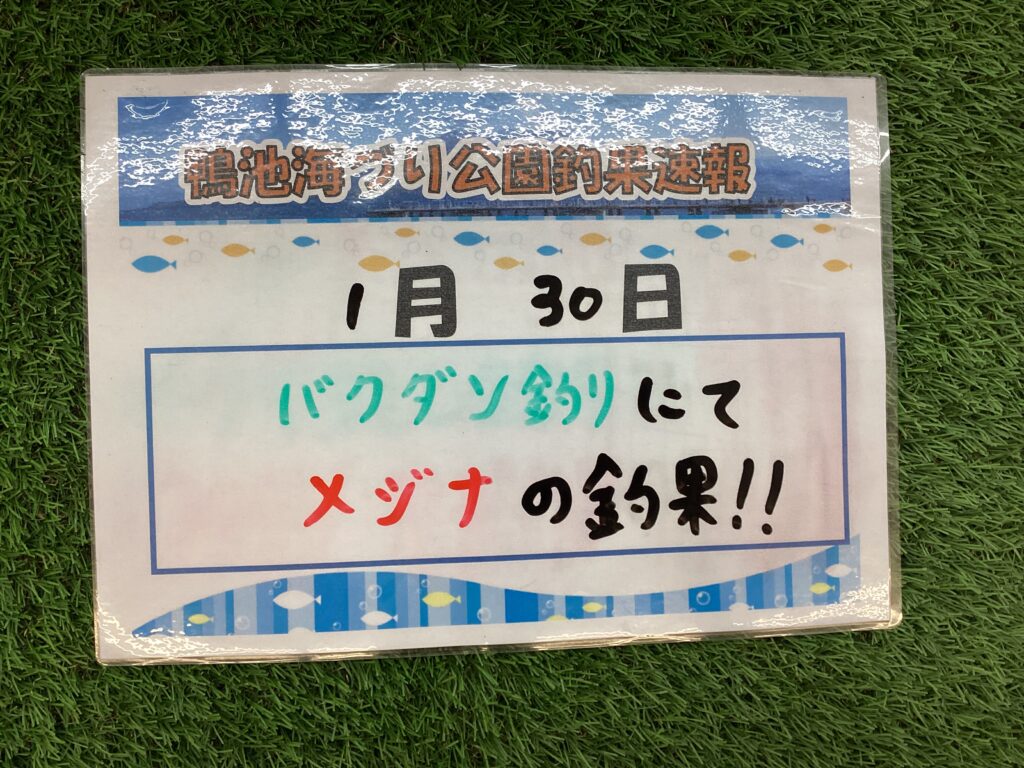 鴨池海づり公園釣果速報
1月 30日
バクダン釣りにて
メジナの釣果!!